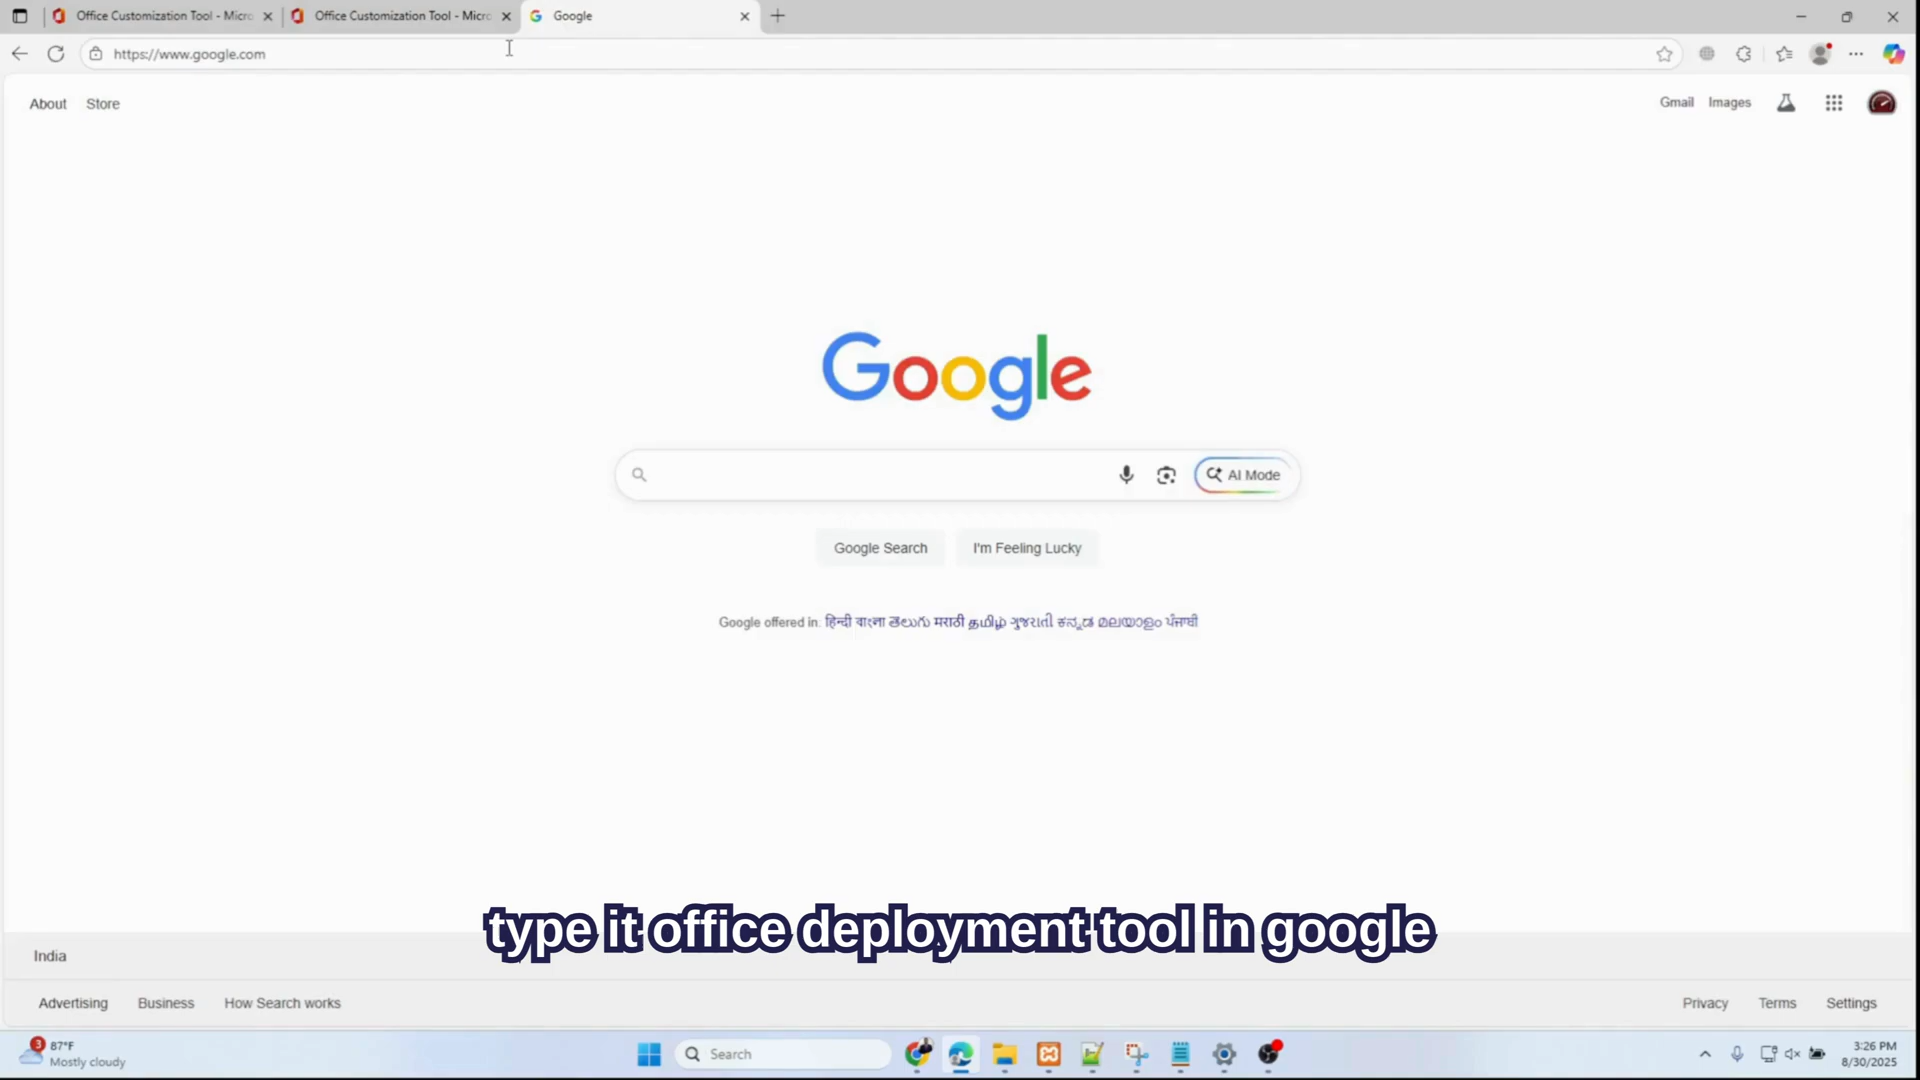 Office Customization Tool - Micro
Office Customization Tool - Micro
Google
https://www.google.com
About
Store
Gmail
Images
Google
AI Mode
Google Search
I'm Feeling Lucky
Google offered in: हिन्दी বাংলা తెలుగు मराठी தமிழ் ગુજરાતી ಕನ್ನಡ മലയാളം ਪੰਜਾਬੀ
type it office deployment tool in google
India
Advertising
Business
How Search works
Privacy
Terms
Settings
3
87°F
Mostly cloudy
Search
3:26 PM
8/30/2025